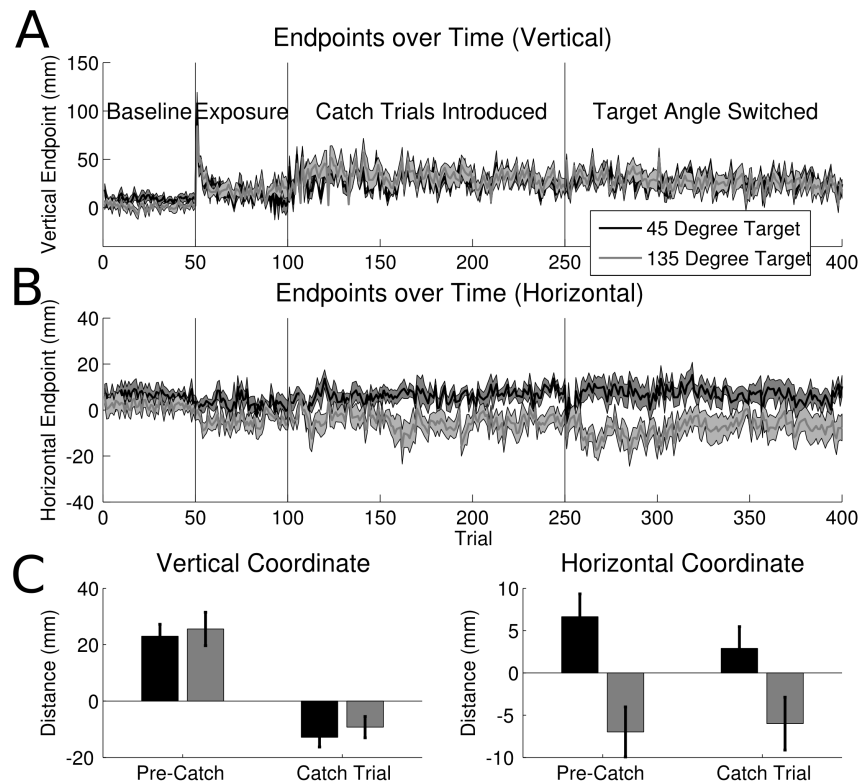 A
Endpoints over Time (Vertical)
Vertical Endpoint (mm)
150
100
50
0
Baseline
Exposure
Catch Trials Introduced
Target Angle Switched
0 50 100 150 200 250 300 350 400
45 Degree Target
135 Degree Target
B
Endpoints over Time (Horizontal)
Horizontal Endpoint (mm)
40
20
0
-20
-40
0 50 100 150 200 250 300 350 400
Trial
C
Vertical Coordinate
Distance (mm)
40
20
0
-20
Pre-Catch Catch Trial
Horizontal Coordinate
Distance (mm)
10
5
0
-5
-10
Pre-Catch Catch Trial